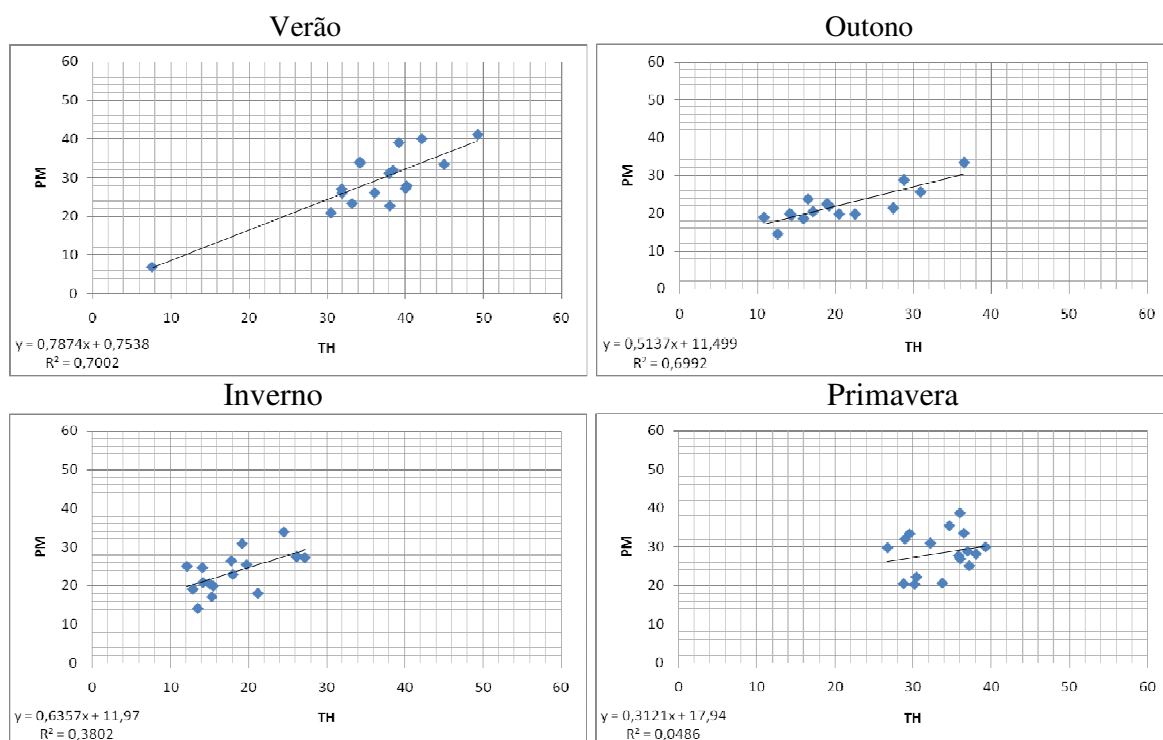 Verão
60
50
40
30
20
10
0
PM
0 10 20 30 40 50 60
TH
y = 0,7874x + 0,7538
R² = 0,7002
Outono
60
50
40
30
20
10
0
PM
0 10 20 30 40 50 60
TH
y = 0,5137x + 11,499
R² = 0,6992
Inverno
60
50
40
30
20
10
0
PM
0 10 20 30 40 50 60
TH
y = 0,6357x + 11,97
R² = 0,3802
Primavera
60
50
40
30
20
10
0
PM
0 10 20 30 40 50 60
TH
y = 0,3121x + 17,94
R² = 0,0486